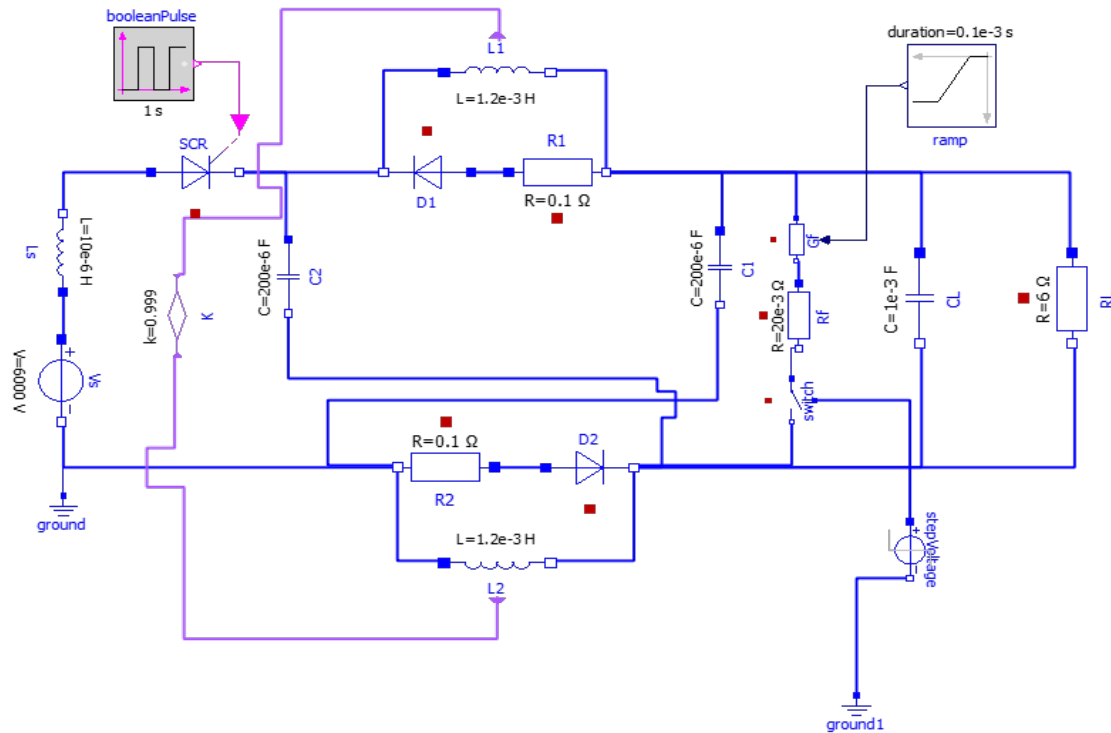 booleanPulse
1 s
L1
L=1.2e-3 H
duration=0.1e-3 s
ramp
SCR
D1
R1
R=0.1 Ω
Ls
L=10e-6 H
K
k=0.999
C2
C=200e-6 F
C1
C=200e-6 F
Gf
Rf
R=20e-3 Ω
CL
C=1e-3 F
R=6 Ω
Vs
V=6000 V
+
−
switch
R=0.1 Ω
R2
D2
ground
L=1.2e-3 H
L2
stepVoltage
+
−
ground1